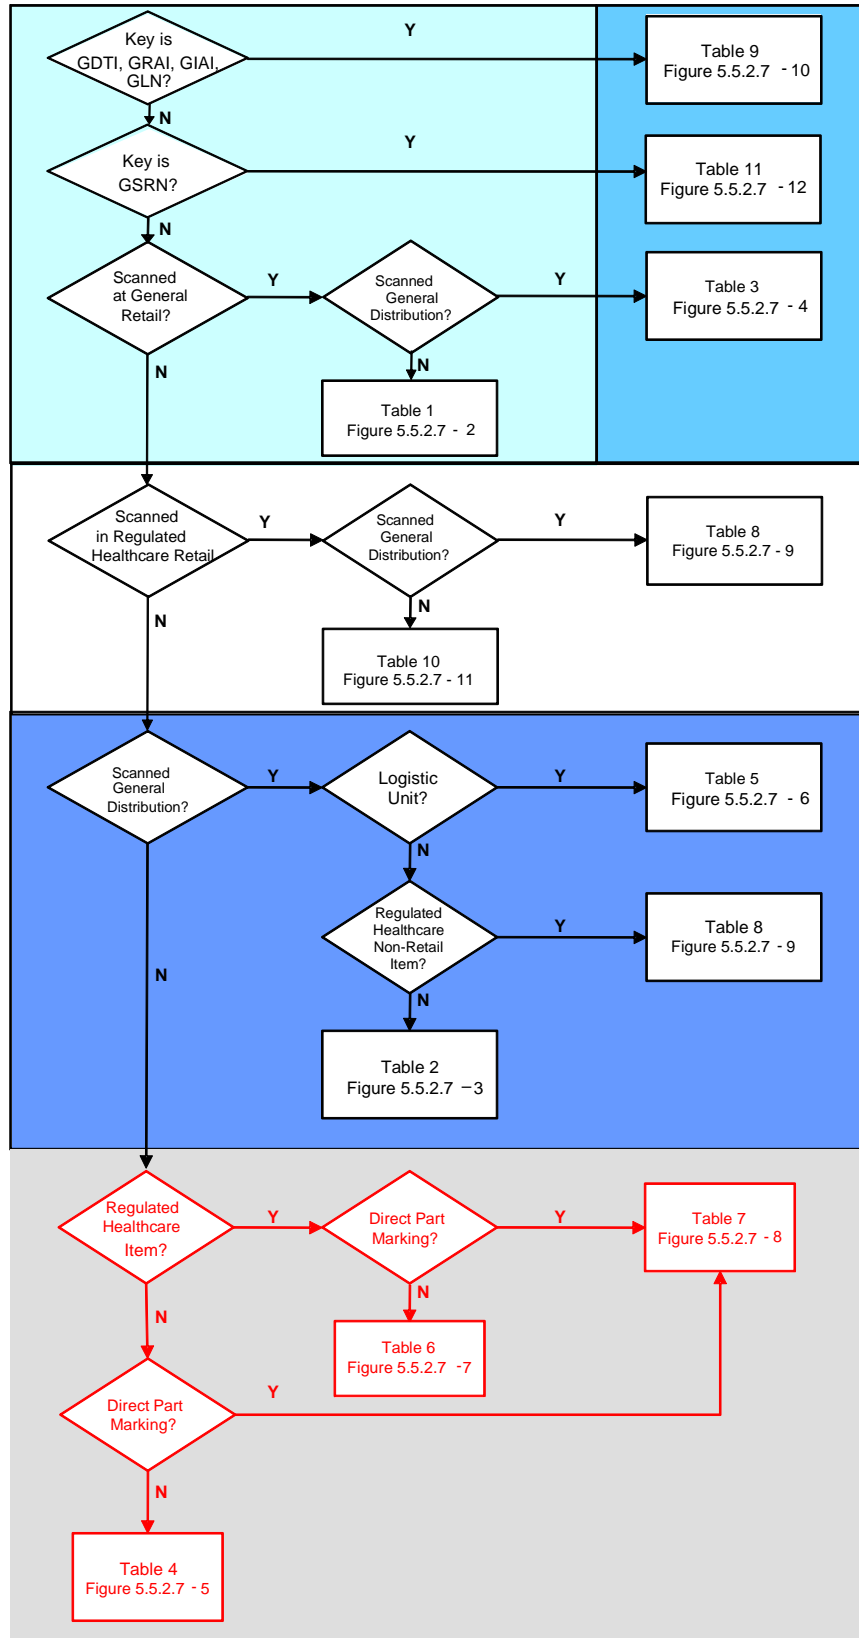 Key is
GDTI, GRAI, GIAI,
GLN?
Y
Table 9
Figure 5.5.2.7 - 10
N
Key is
GSRN?
Y
Table 11
Figure 5.5.2.7 - 12
N
Scanned
at General
Retail?
Y
Scanned
General
Distribution?
Y
Table 3
Figure 5.5.2.7 - 4
N
N
Table 1
Figure 5.5.2.7 - 2
Scanned
in Regulated
Healthcare Retail
Y
Scanned
General
Distribution?
Y
Table 8
Figure 5.5.2.7 - 9
N
N
Table 10
Figure 5.5.2.7 - 11
Scanned
General
Distribution?
Y
Logistic
Unit?
Y
Table 5
Figure 5.5.2.7 - 6
N
Regulated
Healthcare
Non-Retail
Item?
Y
Table 8
Figure 5.5.2.7 - 9
N
N
Table 2
Figure 5.5.2.7 – 3
Regulated
Healthcare
Item?
Y
Direct Part
Marking?
Y
Table 7
Figure 5.5.2.7 - 8
N
N
Table 6
Figure 5.5.2.7 -7
Direct Part
Marking?
Y
N
Table 4
Figure 5.5.2.7 - 5